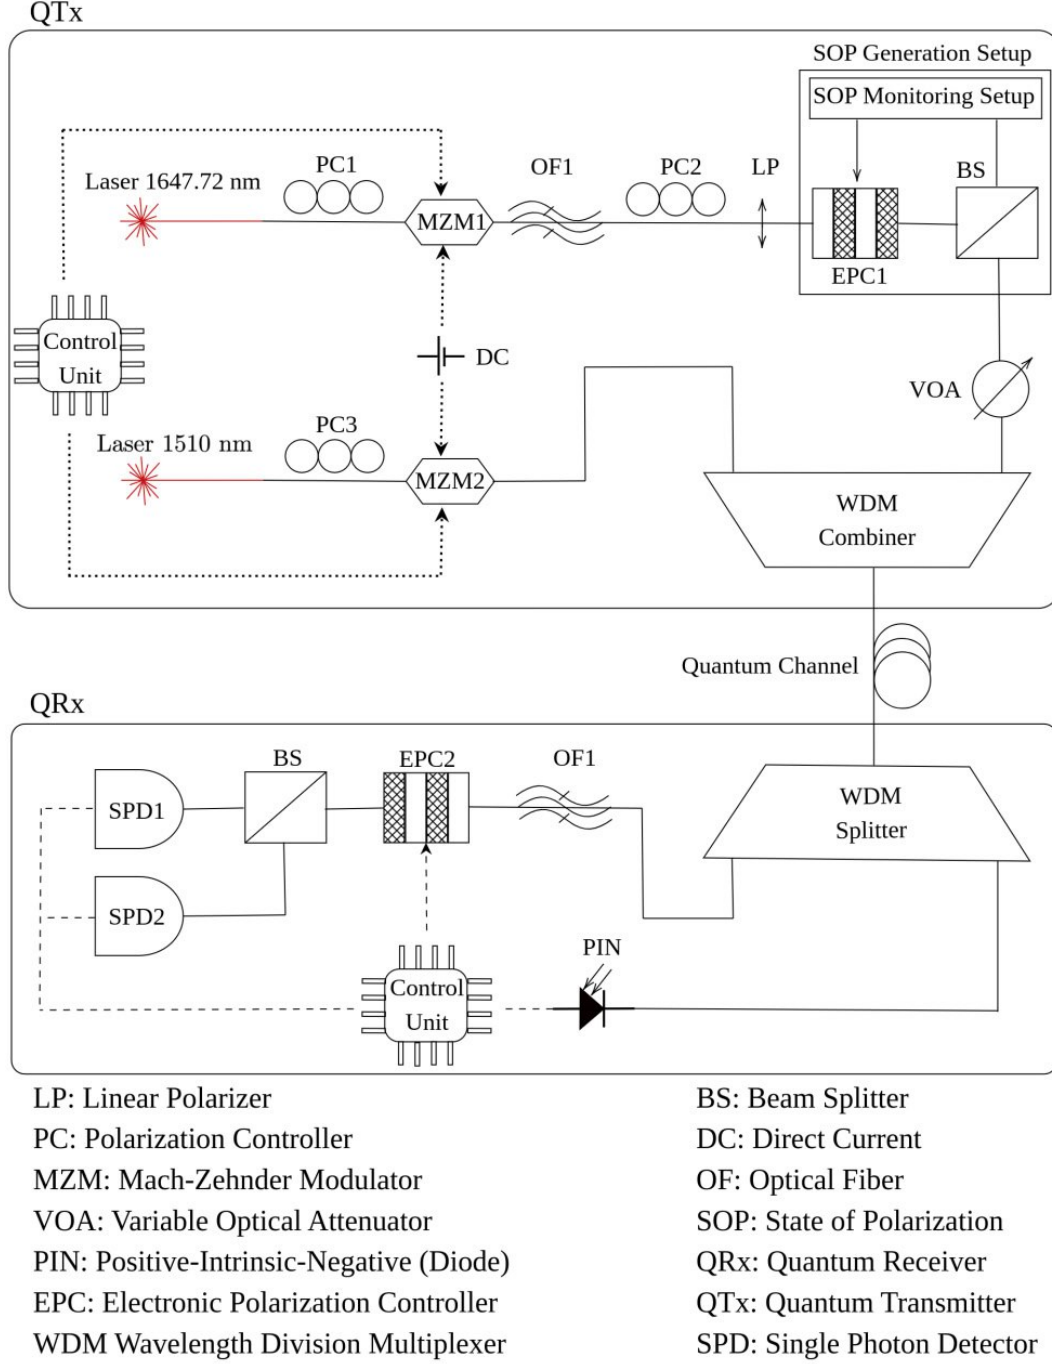 QTx
SOP Generation Setup
SOP Monitoring Setup
PC1
OF1
PC2
LP
BS
Laser 1647.72 nm
MZM1
EPC1
Control
Unit
DC
VOA
PC3
Laser 1510 nm
MZM2
WDM
Combiner
Quantum Channel
QRx
BS
EPC2
OF1
WDM
Splitter
SPD1
SPD2
PIN
Control
Unit
LP: Linear Polarizer
PC: Polarization Controller
MZM: Mach-Zehnder Modulator
VOA: Variable Optical Attenuator
PIN: Positive-Intrinsic-Negative (Diode)
EPC: Electronic Polarization Controller
WDM Wavelength Division Multiplexer
BS: Beam Splitter
DC: Direct Current
OF: Optical Fiber
SOP: State of Polarization
QRx: Quantum Receiver
QTx: Quantum Transmitter
SPD: Single Photon Detector